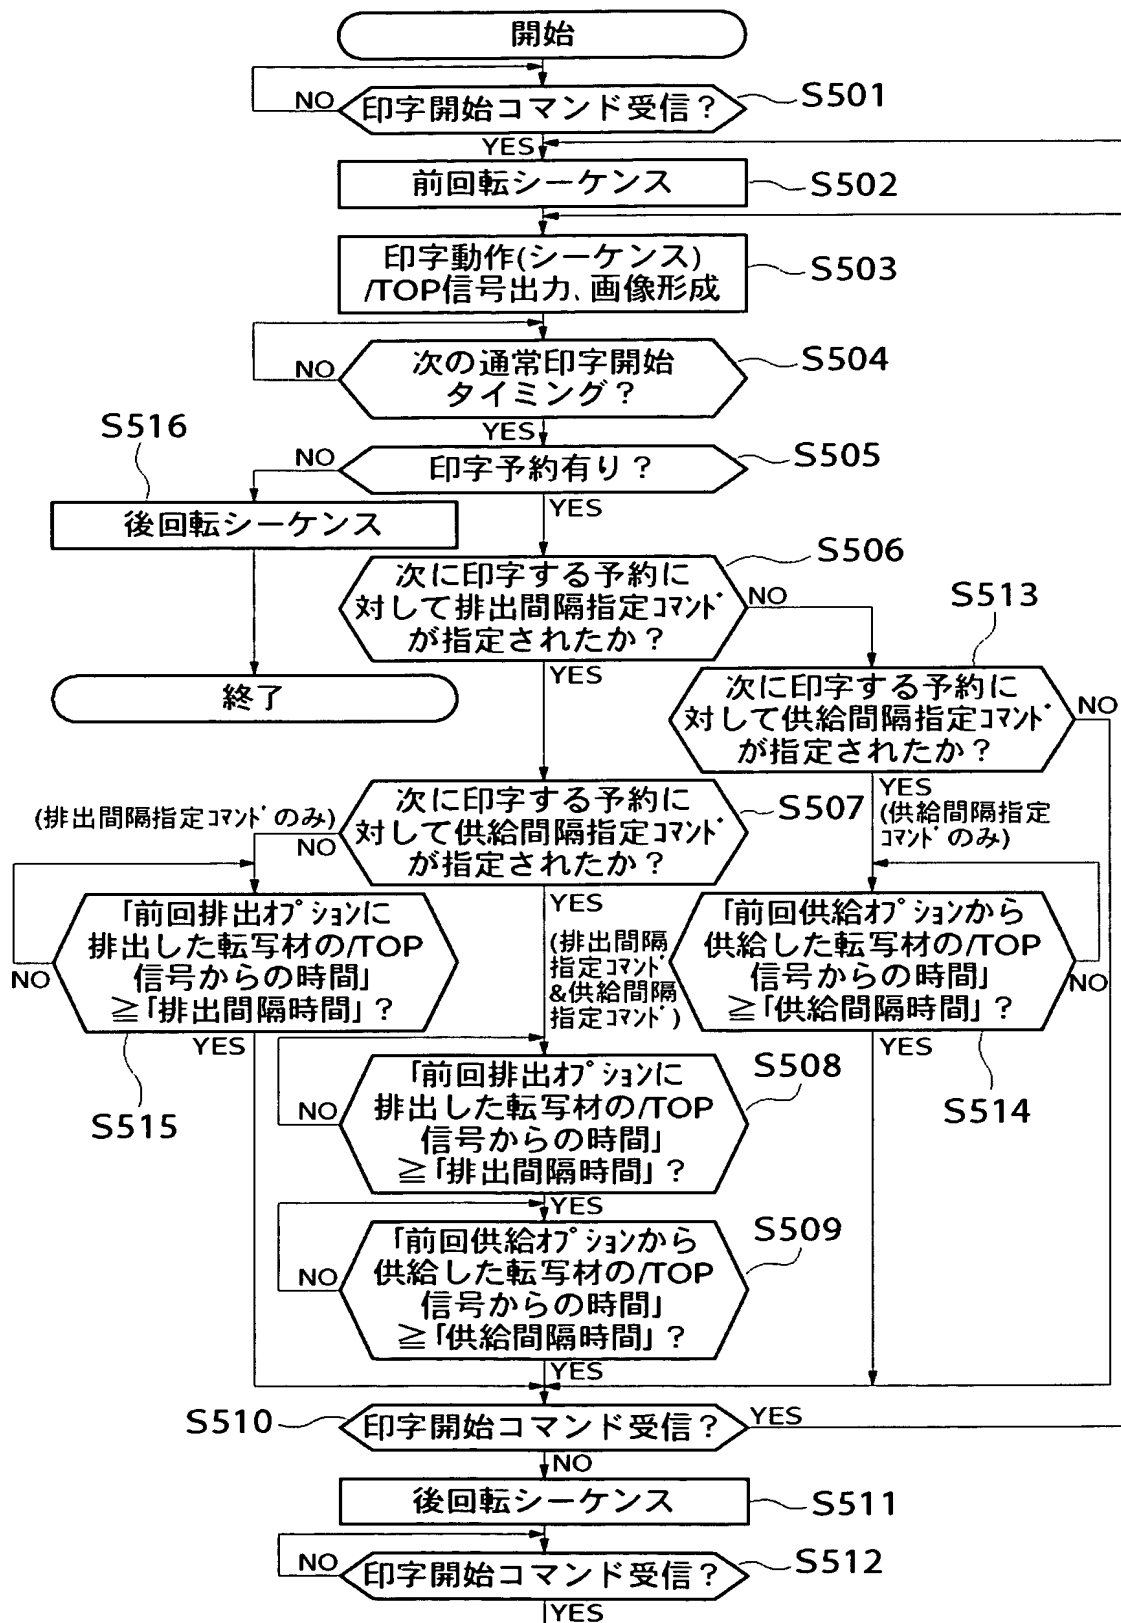 開始
印字開始コマンド受信？
S501
NO
YES
前回転シーケンス
S502
印字動作(シーケンス)
/TOP信号出力、画像形成
S503
次の通常印字開始
タイミング？
S504
NO
YES
S516
印字予約有り？
S505
NO
YES
後回転シーケンス
S506
次に印字する予約に
対して排出間隔指定ｺﾏﾝﾄﾞ
が指定されたか？
NO
YES
終了
S513
次に印字する予約に
対して供給間隔指定ｺﾏﾝﾄﾞ
が指定されたか？
NO
YES
(供給間隔指定
ｺﾏﾝﾄﾞのみ)
S507
次に印字する予約に
対して供給間隔指定ｺﾏﾝﾄﾞ
が指定されたか？
(排出間隔指定ｺﾏﾝﾄﾞのみ)
NO
YES
(排出間隔
指定ｺﾏﾝﾄﾞ
&供給間隔
指定ｺﾏﾝﾄﾞ)
「前回排出ｵﾌﾟｼｮﾝに
排出した転写材の/TOP
信号からの時間」
≧「排出間隔時間」？
NO
YES
S515
「前回供給ｵﾌﾟｼｮﾝから
供給した転写材の/TOP
信号からの時間」
≧「供給間隔時間」？
NO
YES
S514
「前回排出ｵﾌﾟｼｮﾝに
排出した転写材の/TOP
信号からの時間」
≧「排出間隔時間」？
S508
NO
YES
「前回供給ｵﾌﾟｼｮﾝから
供給した転写材の/TOP
信号からの時間」
≧「供給間隔時間」？
S509
NO
YES
S510
印字開始コマンド受信？
YES
NO
後回転シーケンス
S511
印字開始コマンド受信？
S512
NO
YES